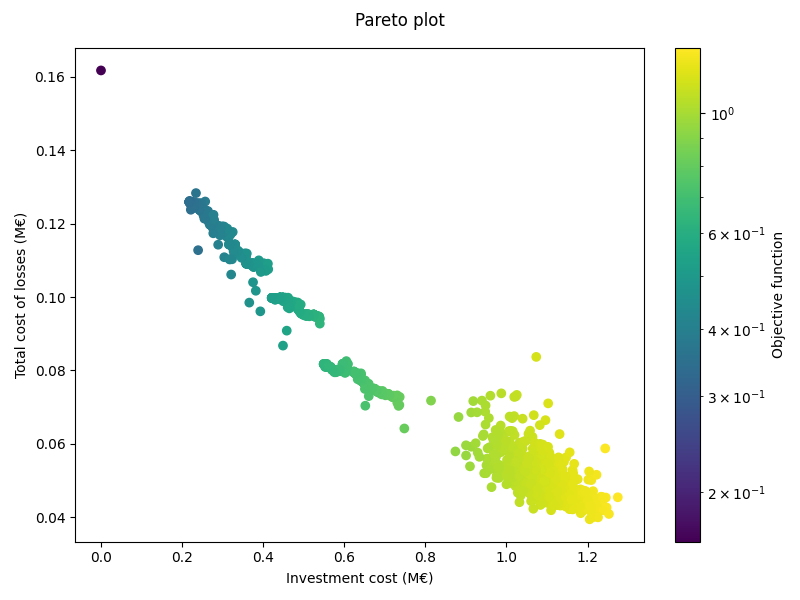 Pareto plot
Total cost of losses (M€)
0.16
0.14
0.12
0.10
0.08
0.06
0.04
0.0 0.2 0.4 0.6 0.8 1.0 1.2
Investment cost (M€)
10⁰
6 × 10⁻¹
4 × 10⁻¹
3 × 10⁻¹
2 × 10⁻¹
Objective function